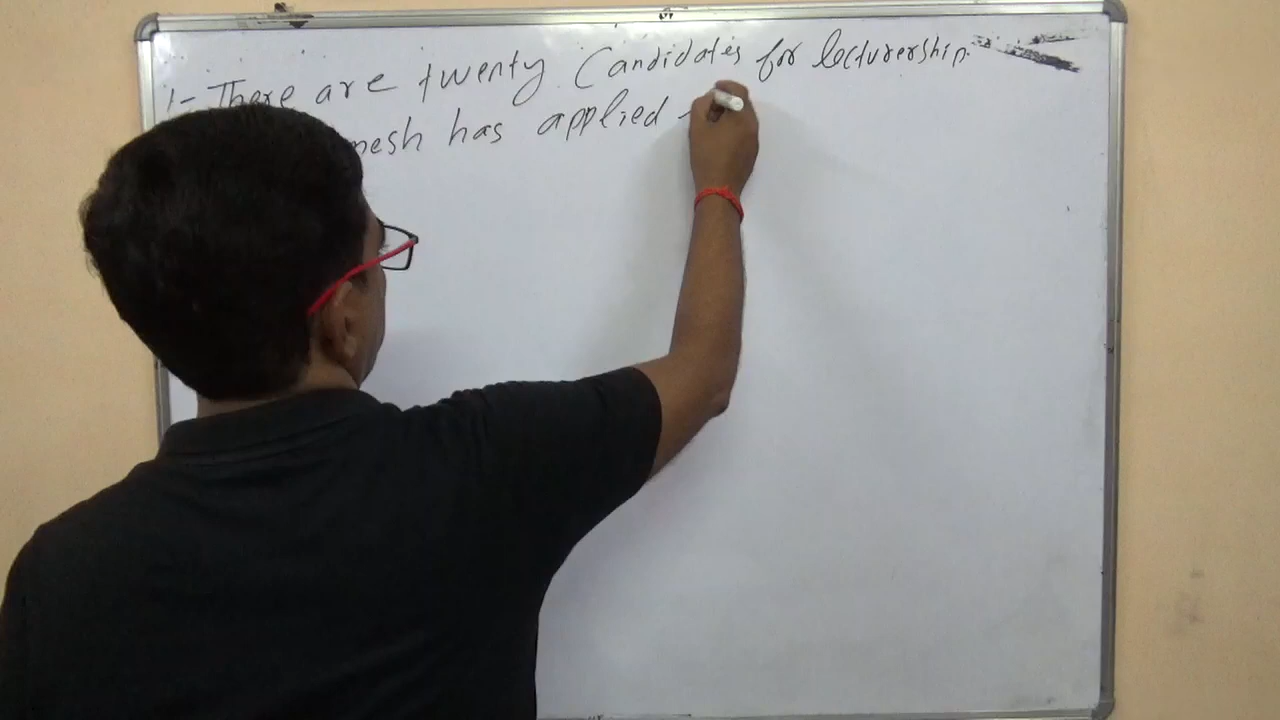 1- There are twenty Candidates for lecturership.
has applied